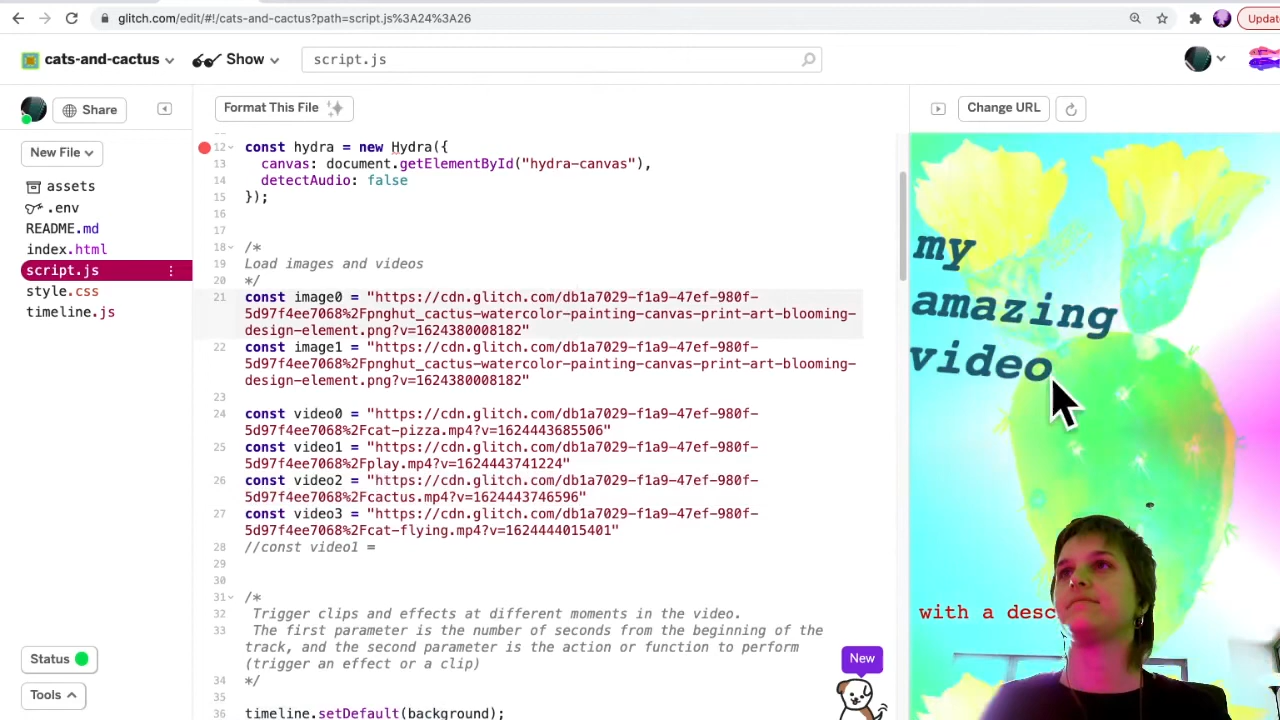 glitch.com/edit/#!/cats-and-cactus?path=script.js%3A24%3A26
Updat
cats-and-cactus
Show
script.js
Share
Format This File
Change URL
New File
assets
.env
README.md
index.html
script.js
style.css
timeline.js
12 const hydra = new Hydra({
13 canvas: document.getElementById("hydra-canvas"),
14 detectAudio: false
15 });
16
17
18 /*
19 Load images and videos
20 */
21 const image0 = "https://cdn.glitch.com/db1a7029-f1a9-47ef-980f-
5d97f4ee7068%2Fpnghut_cactus-watercolor-painting-canvas-print-art-blooming-
design-element.png?v=1624380008182"
22 const image1 = "https://cdn.glitch.com/db1a7029-f1a9-47ef-980f-
5d97f4ee7068%2Fpnghut_cactus-watercolor-painting-canvas-print-art-blooming-
design-element.png?v=1624380008182"
23
24 const video0 = "https://cdn.glitch.com/db1a7029-f1a9-47ef-980f-
5d97f4ee7068%2Fcat-pizza.mp4?v=1624443685506"
25 const video1 = "https://cdn.glitch.com/db1a7029-f1a9-47ef-980f-
5d97f4ee7068%2Fplay.mp4?v=1624443741224"
26 const video2 = "https://cdn.glitch.com/db1a7029-f1a9-47ef-980f-
5d97f4ee7068%2Fcactus.mp4?v=1624443746596"
27 const video3 = "https://cdn.glitch.com/db1a7029-f1a9-47ef-980f-
5d97f4ee7068%2Fcat-flying.mp4?v=1624444015401"
28 //const video1 =
29
30
31 /*
32 Trigger clips and effects at different moments in the video.
33 The first parameter is the number of seconds from the beginning of the
track, and the second parameter is the action or function to perform
(trigger an effect or a clip)
34 */
35
36 timeline.setDefault(background);
Status
Tools
New
my
amazing
video
with a desc